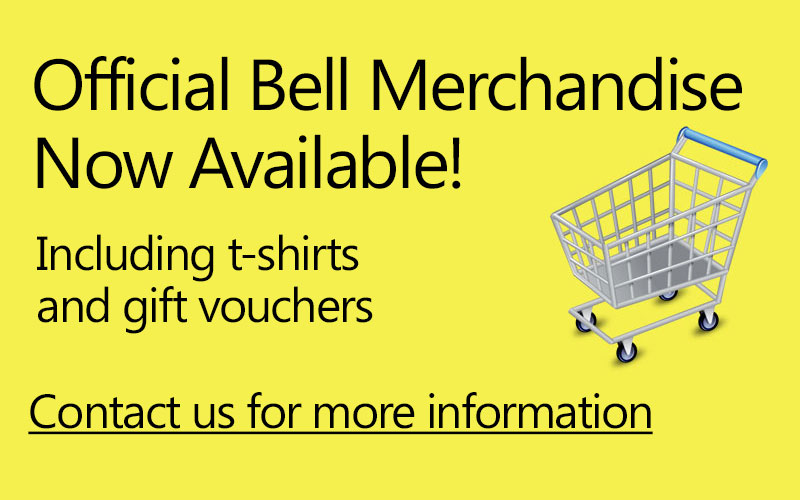 Official Bell Merchandise
Now Available!
Including t-shirts
and gift vouchers
Contact us for more information